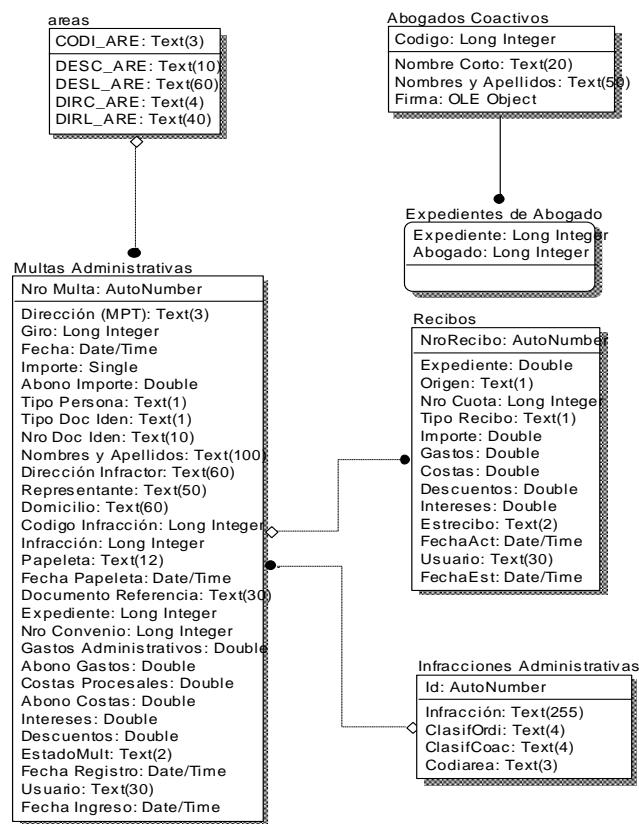 areas
CODI_ARE: Text(3)
DESC_ARE: Text(10)
DESL_ARE: Text(60)
DIRC_ARE: Text(4)
DIRL_ARE: Text(40)
Abogados Coactivos
Codigo: Long Integer
Nombre Corto: Text(20)
Nombres y Apellidos: Text(50)
Firma: OLE Object
Expedientes de Abogado
Expediente: Long Integer
Abogado: Long Integer
Multas Administrativas
Nro Multa: AutoNumber
Dirección (MPT): Text(3)
Giro: Long Integer
Fecha: Date/Time
Importe: Single
Abono Importe: Double
Tipo Persona: Text(1)
Tipo Doc Iden: Text(1)
Nro Doc Iden: Text(10)
Nombres y Apellidos: Text(100)
Dirección Infractor: Text(60)
Representante: Text(50)
Domicilio: Text(60)
Codigo Infracción: Long Integer
Infracción: Long Integer
Papeleta: Text(12)
Fecha Papeleta: Date/Time
Documento Referencia: Text(30)
Expediente: Long Integer
Nro Convenio: Long Integer
Gastos Administrativos: Double
Abono Gastos: Double
Costas Procesales: Double
Abono Costas: Double
Intereses: Double
Descuentos: Double
EstadoMult: Text(2)
Fecha Registro: Date/Time
Usuario: Text(30)
Fecha Ingreso: Date/Time
Recibos
NroRecibo: AutoNumber
Expediente: Double
Origen: Text(1)
Nro Cuota: Long Integer
Tipo Recibo: Text(1)
Importe: Double
Gastos: Double
Costas: Double
Descuentos: Double
Intereses: Double
Estrecibo: Text(2)
FechaAct: Date/Time
Usuario: Text(30)
FechaEst: Date/Time
Infracciones Administrativas
Id: AutoNumber
Infracción: Text(255)
ClasifOrdi: Text(4)
ClasifCoac: Text(4)
Codiarea: Text(3)